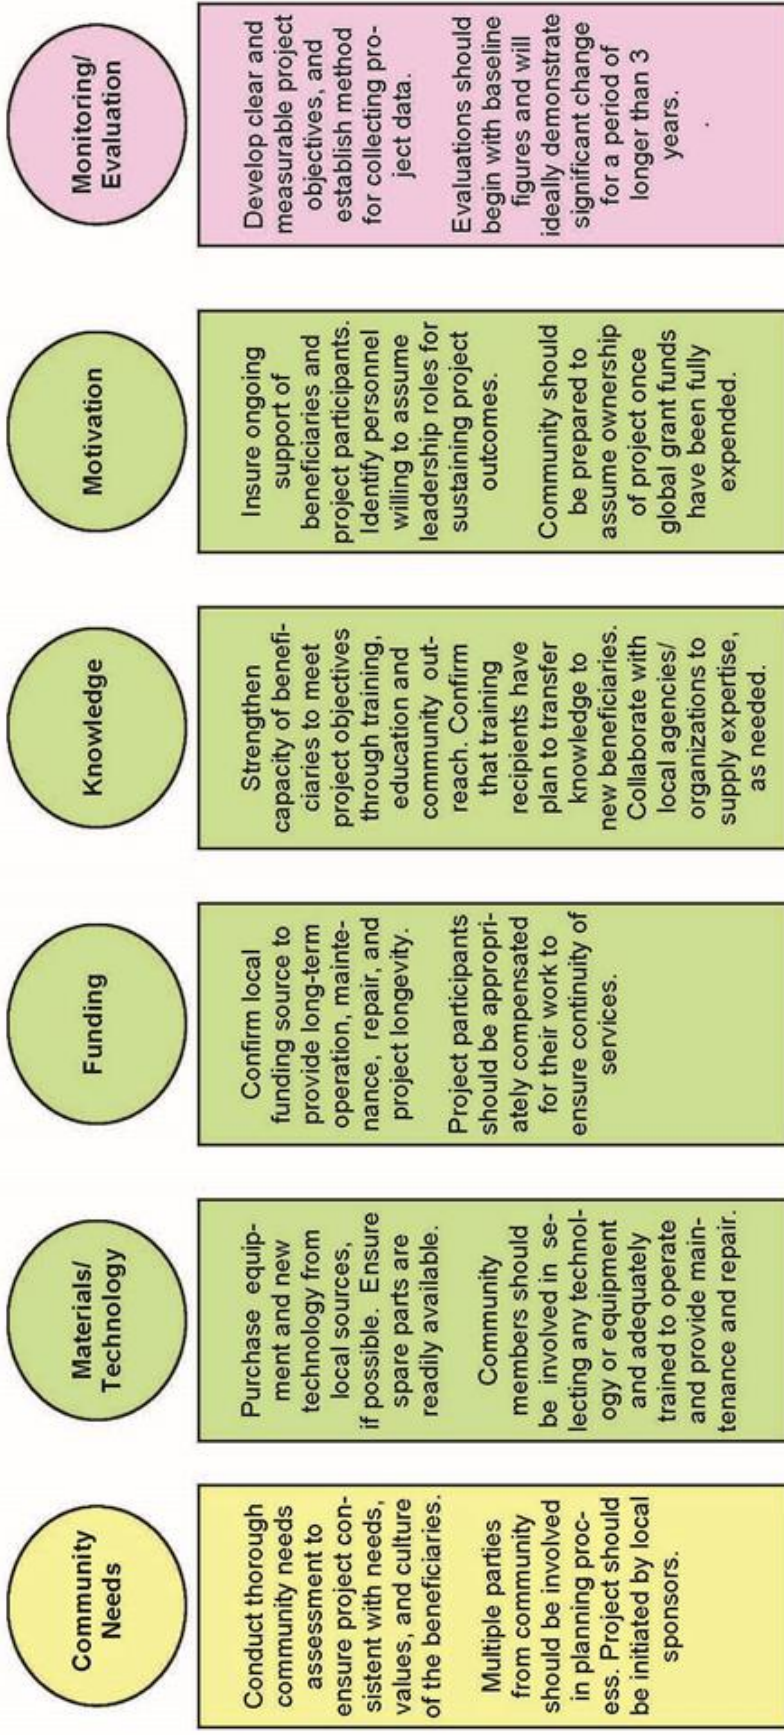 Community
Needs
Conduct thorough
community needs
assessment to
ensure project con-
sistent with needs,
values, and culture
of the beneficiaries.
Multiple parties
from community
should be involved
in planning proc-
ess. Project should
be initiated by local
sponsors.
Materials/
Technology
Purchase equip-
ment and new
technology from
local sources,
if possible. Ensure
spare parts are
readily available.
Community
members should
be involved in se-
lecting any technol-
ogy or equipment
and adequately
trained to operate
and provide main-
tenance and repair.
Funding
Confirm local
funding source to
provide long-term
operation, mainte-
nance, repair, and
project longevity.
Project participants
should be appropri-
ately compensated
for their work to
ensure continuity of
services.
Knowledge
Strengthen
capacity of benefi-
ciaries to meet
project objectives
through training,
education and
community out-
reach. Confirm
that training
recipients have
plan to transfer
knowledge to
new beneficiaries.
Collaborate with
local agencies/
organizations to
supply expertise,
as needed.
Motivation
Insure ongoing
support of
beneficiaries and
project participants.
Identify personnel
willing to assume
leadership roles for
sustaining project
outcomes.
Community should
be prepared to
assume ownership
of project once
global grant funds
have been fully
expended.
Monitoring/
Evaluation
Develop clear and
measurable project
objectives, and
establish method
for collecting pro-
ject data.
Evaluations should
begin with baseline
figures and will
ideally demonstrate
significant change
for a period of
longer than 3
years.
.